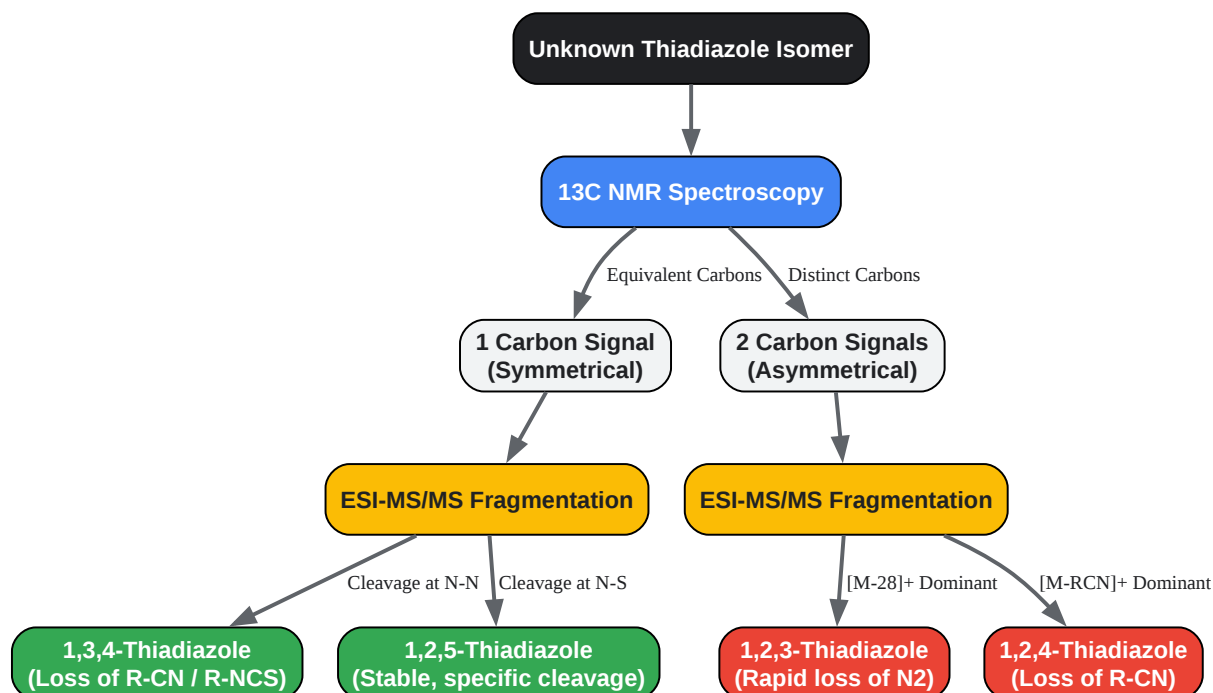 Unknown Thiadiazole Isomer
13C NMR Spectroscopy
Equivalent Carbons
Distinct Carbons
1 Carbon Signal
(Symmetrical)
2 Carbon Signals
(Asymmetrical)
ESI-MS/MS Fragmentation
ESI-MS/MS Fragmentation
Cleavage at N-N
Cleavage at N-S
[M-28]+ Dominant
[M-RCN]+ Dominant
1,3,4-Thiadiazole
(Loss of R-CN / R-NCS)
1,2,5-Thiadiazole
(Stable, specific cleavage)
1,2,3-Thiadiazole
(Rapid loss of N2)
1,2,4-Thiadiazole
(Loss of R-CN)